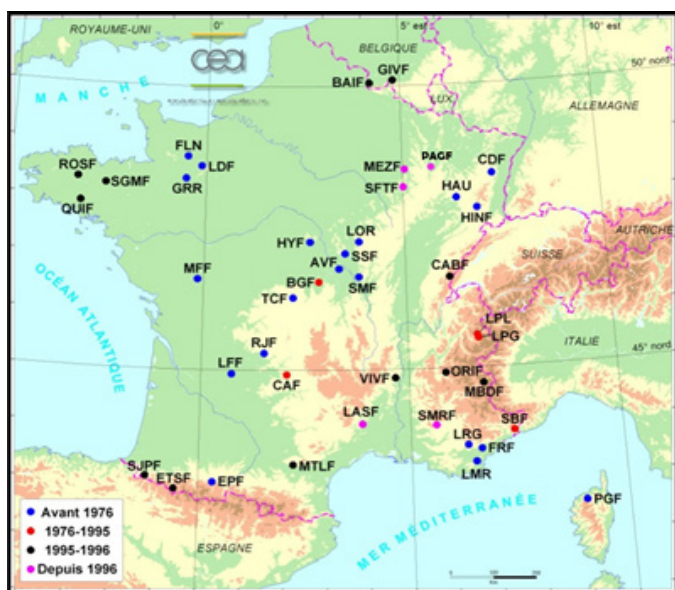 ROYAUME-UNI
0°
5° est
10° est
BELGIQUE
50° nord
cea
GIVF
BAIF
LUX
MANCHE
ALLEMAGNE
FLN
LDF
PAGF
MEZF
CDF
ROSF
SGMF
GRR
SFTF
HAU
QUIF
HINF
LOR
HYF
SSF
AUTRICHE
AVF
SUISSE
MFF
BGF
SMF
CABF
TCF
OCÉAN ATLANTIQUE
LPL
LPG
RJF
ITALIE
45° nord
LFF
CAF
VIVF
ORIF
MBDF
LASF
SMRF
SBF
LRG
FRF
SJPF
MTLF
LMR
ETSF
EPF
PGF
MER MÉDITERRANÉE
Avant 1976
1976-1995
1995-1996
Depuis 1996
ESPAGNE